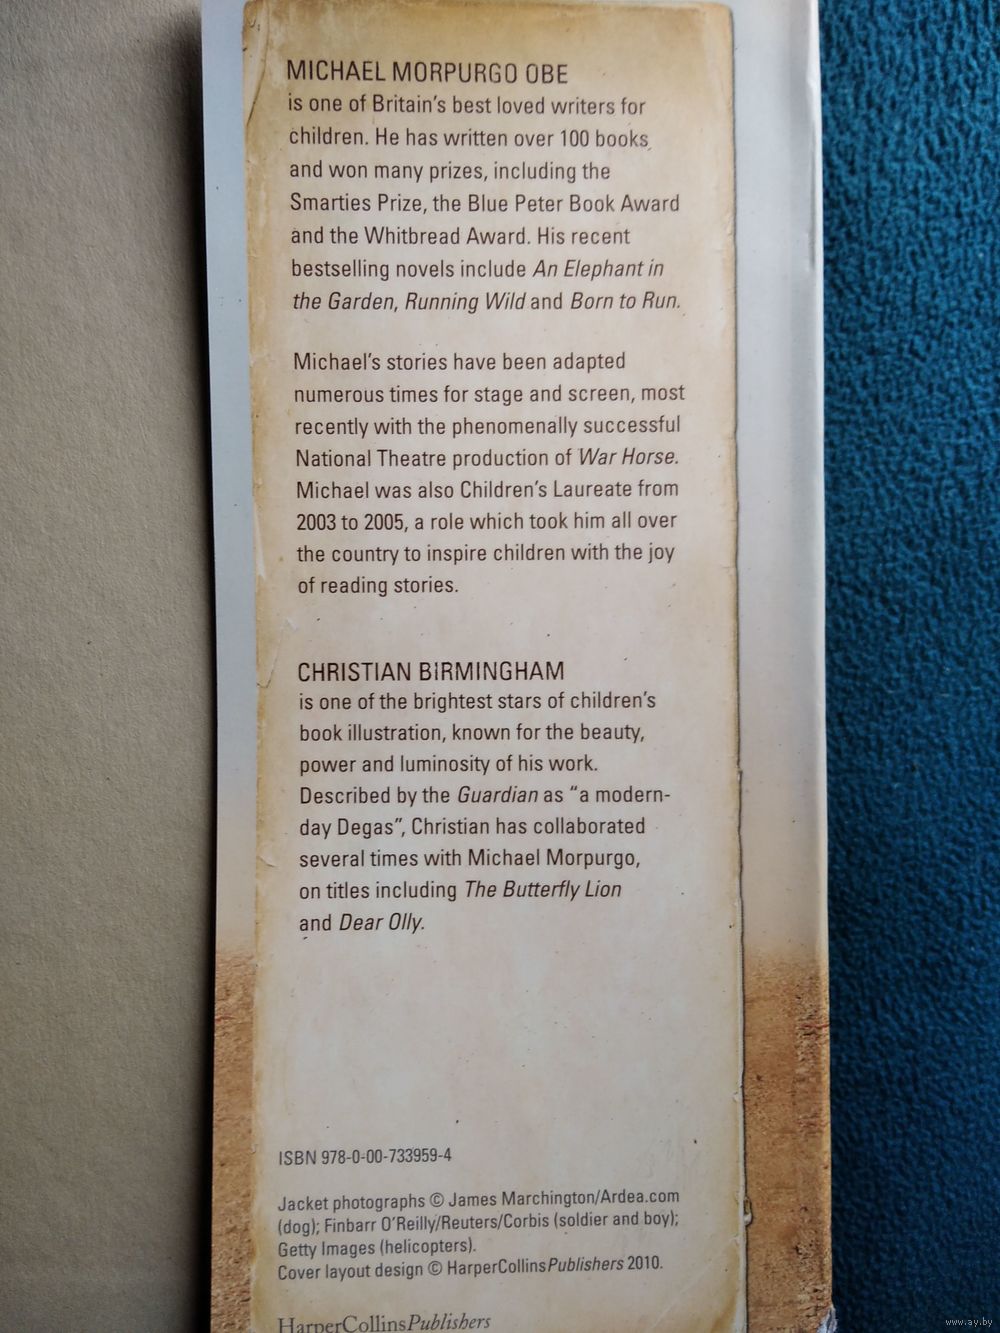 MICHAEL MORPURGO OBE
is one of Britain's best loved writers for
children. He has written over 100 books
and won many prizes, including the
Smarties Prize, the Blue Peter Book Award
and the Whitbread Award. His recent
bestselling novels include An Elephant in
the Garden, Running Wild and Born to Run.
Michael's stories have been adapted
numerous times for stage and screen, most
recently with the phenomenally successful
National Theatre production of War Horse.
Michael was also Children's Laureate from
2003 to 2005, a role which took him all over
the country to inspire children with the joy
of reading stories.
CHRISTIAN BIRMINGHAM
is one of the brightest stars of children's
book illustration, known for the beauty,
power and luminosity of his work.
Described by the Guardian as "a modern-
day Degas", Christian has collaborated
several times with Michael Morpurgo,
on titles including The Butterfly Lion
and Dear Olly.
ISBN 978-0-00-733959-4
Jacket photographs © James Marchington/Ardea.com
(dog); Finbarr O'Reilly/Reuters/Corbis (soldier and boy);
Getty Images (helicopters).
Cover layout design © HarperCollinsPublishers 2010.
HarperCollinsPublishers
www.ay.by